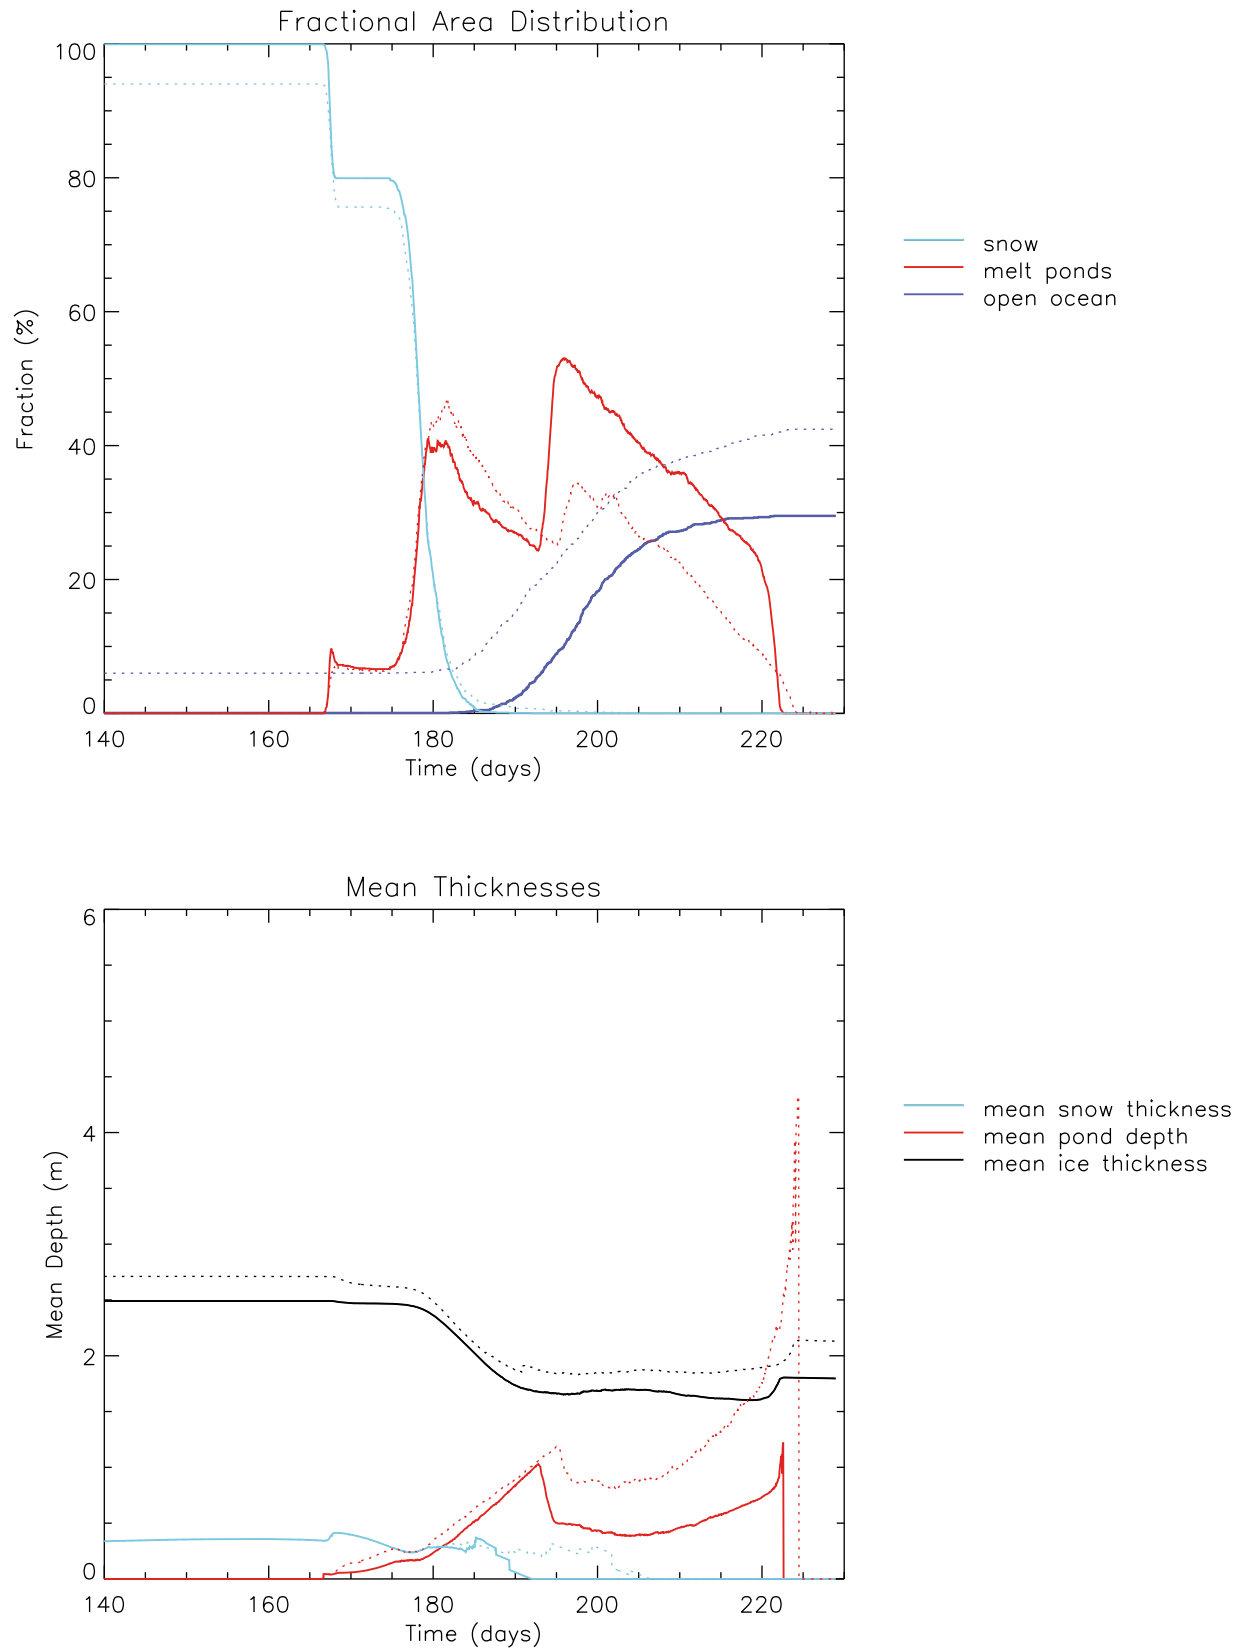 Fractional Area Distribution
100
80
60
40
20
0
Fraction (%)
140 160 180 200 220
Time (days)
snow
melt ponds
open ocean
Mean Thicknesses
6
4
2
0
Mean Depth (m)
140 160 180 200 220
Time (days)
mean snow thickness
mean pond depth
mean ice thickness